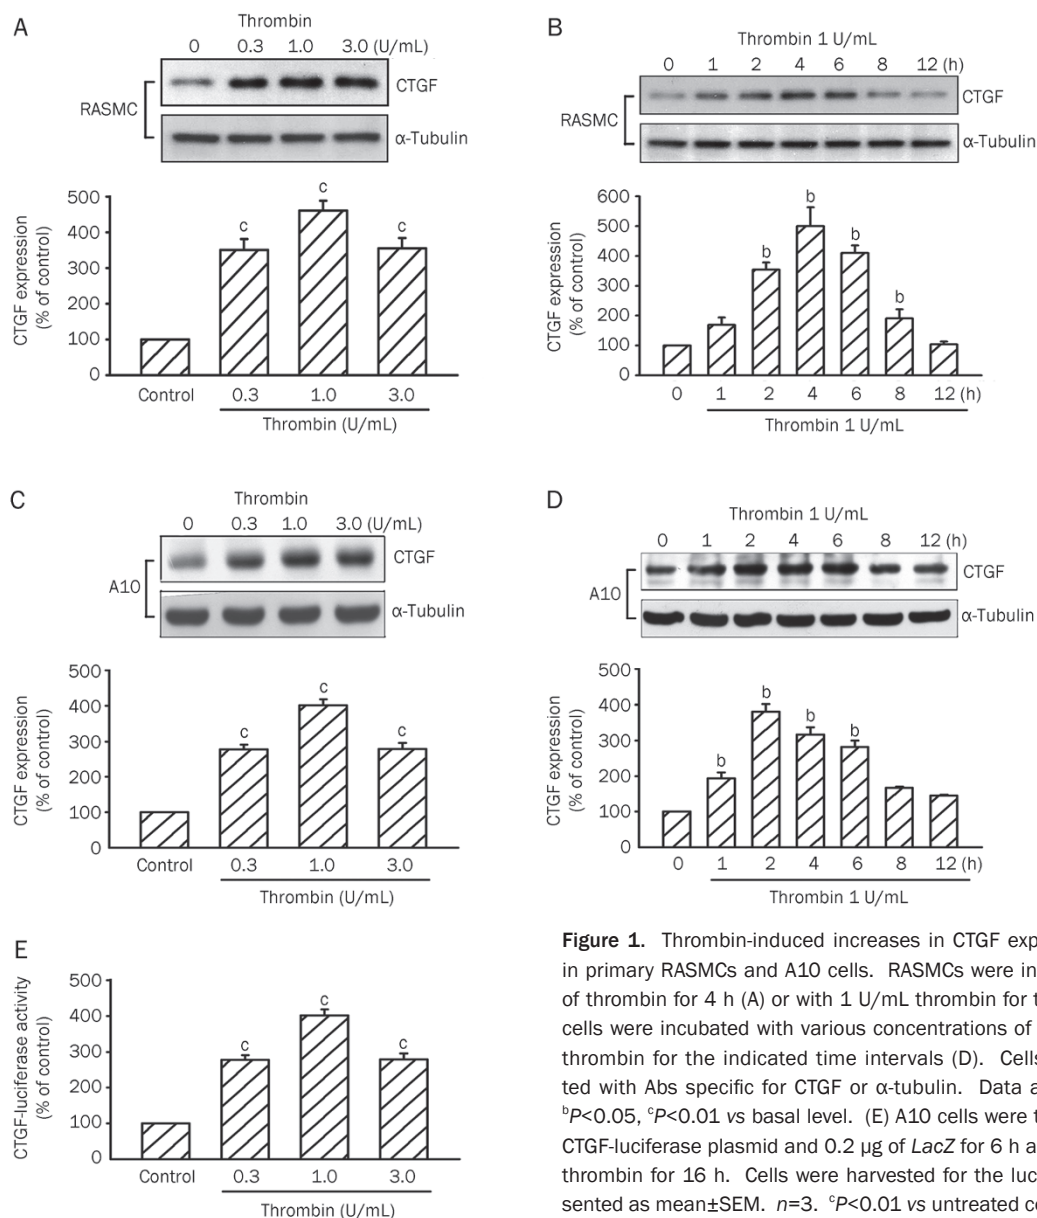 A
Thrombin
0 0.3 1.0 3.0 (U/mL)
RASMC
CTGF
α-Tubulin
CTGF expression
(% of control)
500
400
300
200
100
0
c
c
c
Control 0.3 1.0 3.0
Thrombin (U/mL)
B
Thrombin 1 U/mL
0 1 2 4 6 8 12 (h)
RASMC
CTGF
α-Tubulin
CTGF expression
(% of control)
600
500
400
300
200
100
0
b
b
b
b
0 1 2 4 6 8 12 (h)
Thrombin 1 U/mL
C
Thrombin
0 0.3 1.0 3.0 (U/mL)
A10
CTGF
α-Tubulin
CTGF expression
(% of control)
500
400
300
200
100
0
c
c
c
Control 0.3 1.0 3.0
Thrombin (U/mL)
D
Thrombin 1 U/mL
0 1 2 4 6 8 12 (h)
A10
CTGF
α-Tubulin
CTGF expression
(% of control)
500
400
300
200
100
0
b
b
b
b
0 1 2 4 6 8 12 (h)
Thrombin 1 U/mL
E
CTGF-luciferase activity
(% of control)
500
400
300
200
100
0
c
c
c
Control 0.3 1.0 3.0
Thrombin (U/mL)
Figure 1. Thrombin-induced increases in CTGF exp
in primary RASMCs and A10 cells. RASMCs were in
of thrombin for 4 h (A) or with 1 U/mL thrombin for t
cells were incubated with various concentrations of
thrombin for the indicated time intervals (D). Cells
ted with Abs specific for CTGF or α-tubulin. Data a
ᵇP<0.05, ᶜP<0.01 vs basal level. (E) A10 cells were t
CTGF-luciferase plasmid and 0.2 µg of LacZ for 6 h a
thrombin for 16 h. Cells were harvested for the luc
sented as mean±SEM. n=3. ᶜP<0.01 vs untreated c